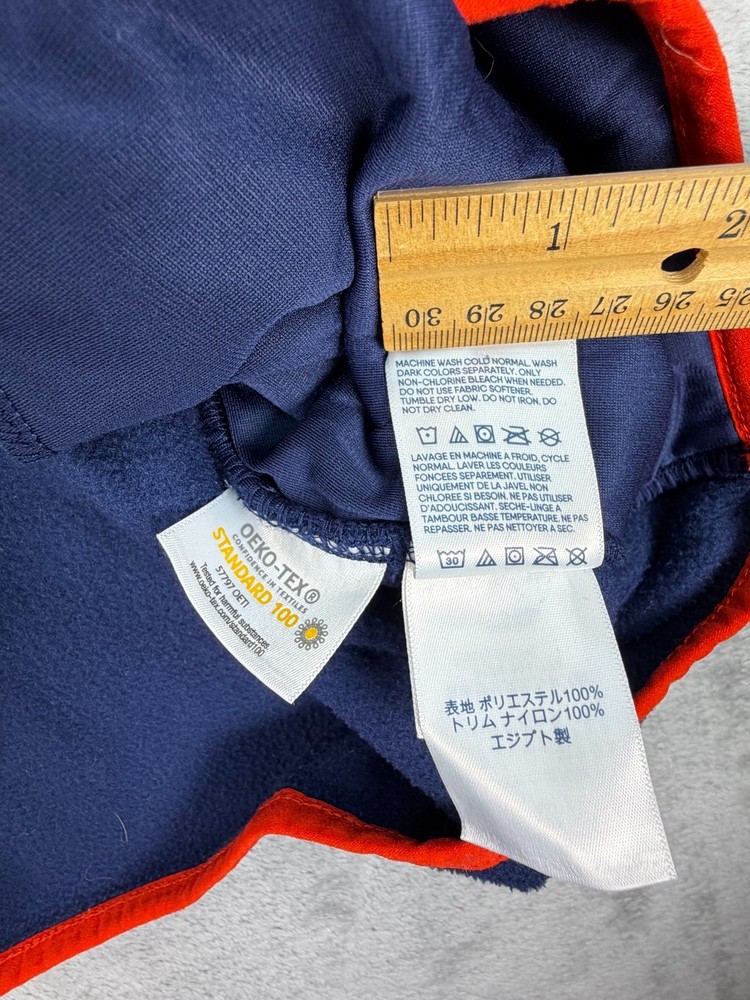 1 2
30 29 28 27 26 25
MACHINE WASH COLD NORMAL. WASH
DARK COLORS SEPARATELY. ONLY
NON-CHLORINE BLEACH WHEN NEEDED.
DO NOT USE FABRIC SOFTENER.
TUMBLE DRY LOW. DO NOT IRON. DO
NOT DRY CLEAN.
LAVAGE EN MACHINE A FROID, CYCLE
NORMAL. LAVER LES COULEURS
FONCEES SEPAREMENT. UTILISER
UNIQUEMENT DE LA JAVEL NON
CHLOREE SI BESOIN. NE PAS UTILISER
D'ADOUCISSANT. SECHE-LINGE A
TAMBOUR BASSE TEMPERATURE. NE PAS
REPASSER. NE PAS NETTOYER A SEC.
30
OEKO-TEX®
CONFIDENCE IN TEXTILES
STANDARD 100
57797 OETI
Tested for harmful substances.
www.oeko-tex.com/standard100
表地 ポリエステル100%
トリム ナイロン100%
エジプト製